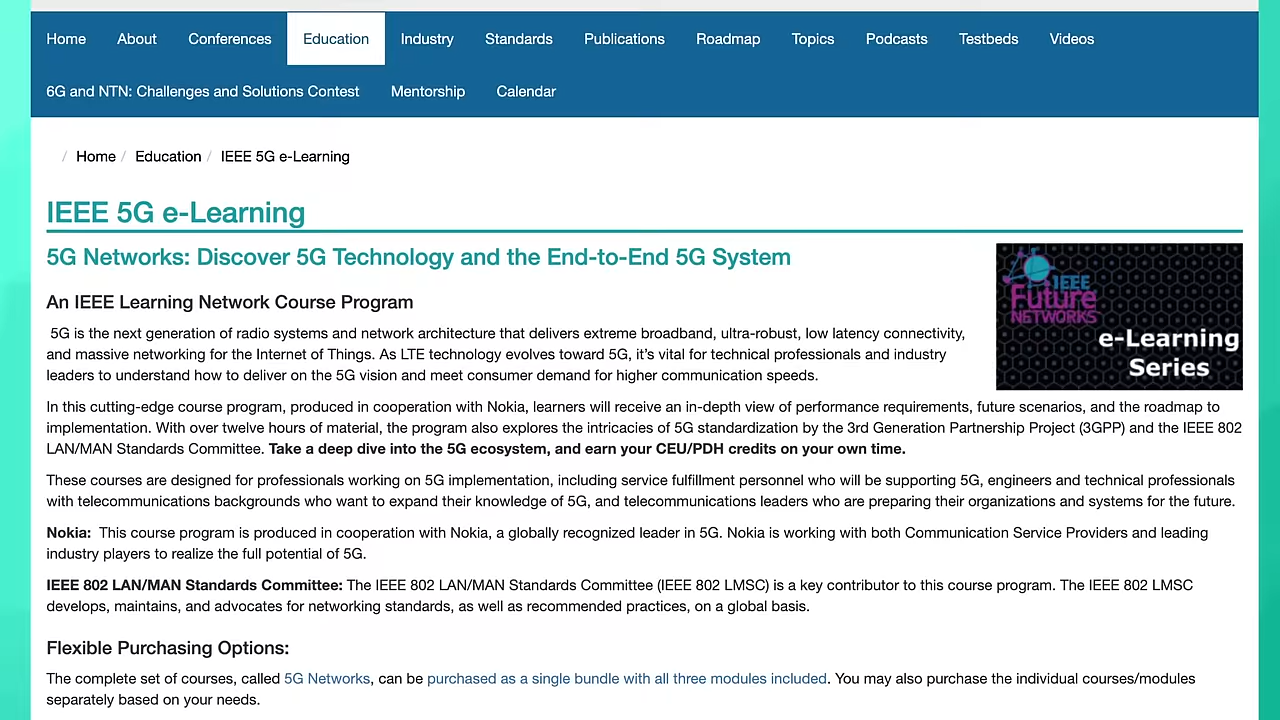 Home About Conferences Education Industry Standards Publications Roadmap Topics Podcasts Testbeds Videos
6G and NTN: Challenges and Solutions Contest Mentorship Calendar
/ Home / Education / IEEE 5G e-Learning
IEEE 5G e-Learning
5G Networks: Discover 5G Technology and the End-to-End 5G System
IEEE
Future
NETWORKS
e-Learning
Series
An IEEE Learning Network Course Program
5G is the next generation of radio systems and network architecture that delivers extreme broadband, ultra-robust, low latency connectivity,
and massive networking for the Internet of Things. As LTE technology evolves toward 5G, it’s vital for technical professionals and industry
leaders to understand how to deliver on the 5G vision and meet consumer demand for higher communication speeds.
In this cutting-edge course program, produced in cooperation with Nokia, learners will receive an in-depth view of performance requirements, future scenarios, and the roadmap to
implementation. With over twelve hours of material, the program also explores the intricacies of 5G standardization by the 3rd Generation Partnership Project (3GPP) and the IEEE 802
LAN/MAN Standards Committee. Take a deep dive into the 5G ecosystem, and earn your CEU/PDH credits on your own time.
These courses are designed for professionals working on 5G implementation, including service fulfillment personnel who will be supporting 5G, engineers and technical professionals
with telecommunications backgrounds who want to expand their knowledge of 5G, and telecommunications leaders who are preparing their organizations and systems for the future.
Nokia: This course program is produced in cooperation with Nokia, a globally recognized leader in 5G. Nokia is working with both Communication Service Providers and leading
industry players to realize the full potential of 5G.
IEEE 802 LAN/MAN Standards Committee: The IEEE 802 LAN/MAN Standards Committee (IEEE 802 LMSC) is a key contributor to this course program. The IEEE 802 LMSC
develops, maintains, and advocates for networking standards, as well as recommended practices, on a global basis.
Flexible Purchasing Options:
The complete set of courses, called 5G Networks, can be purchased as a single bundle with all three modules included. You may also purchase the individual courses/modules
separately based on your needs.